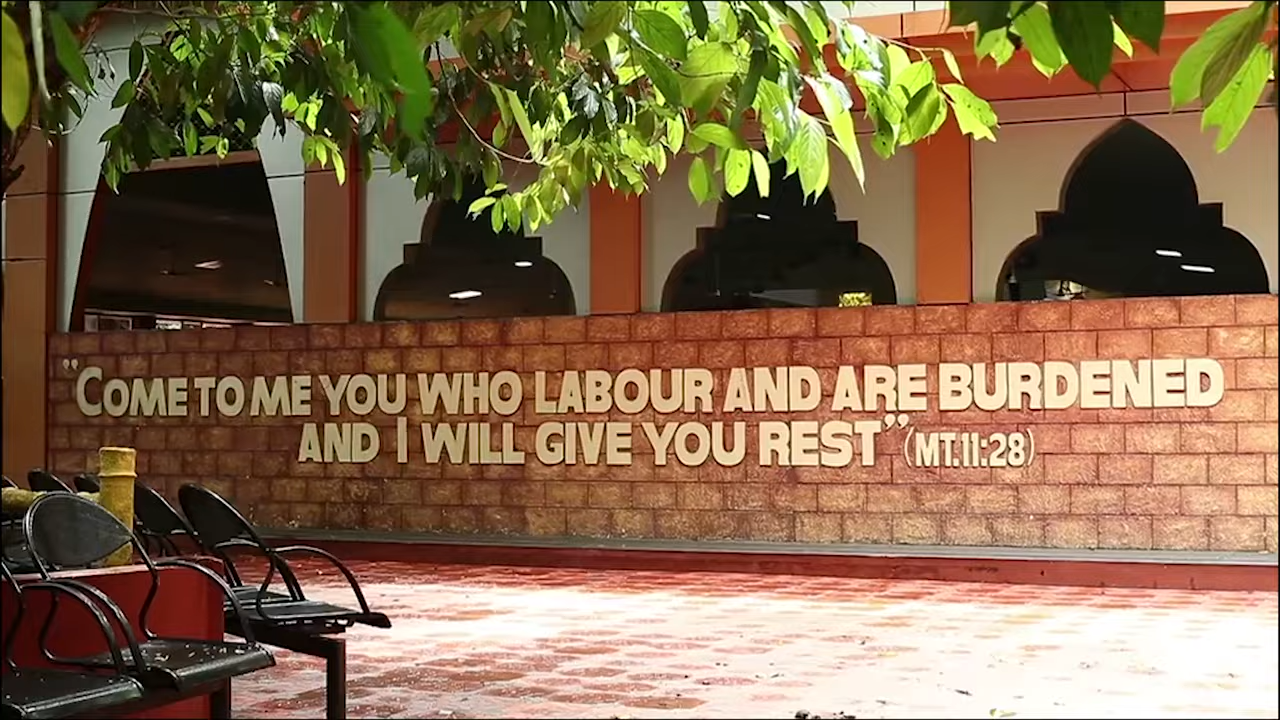 "COME TO ME YOU WHO LABOUR AND ARE BURDENED
AND I WILL GIVE YOU REST" (MT.11:28)